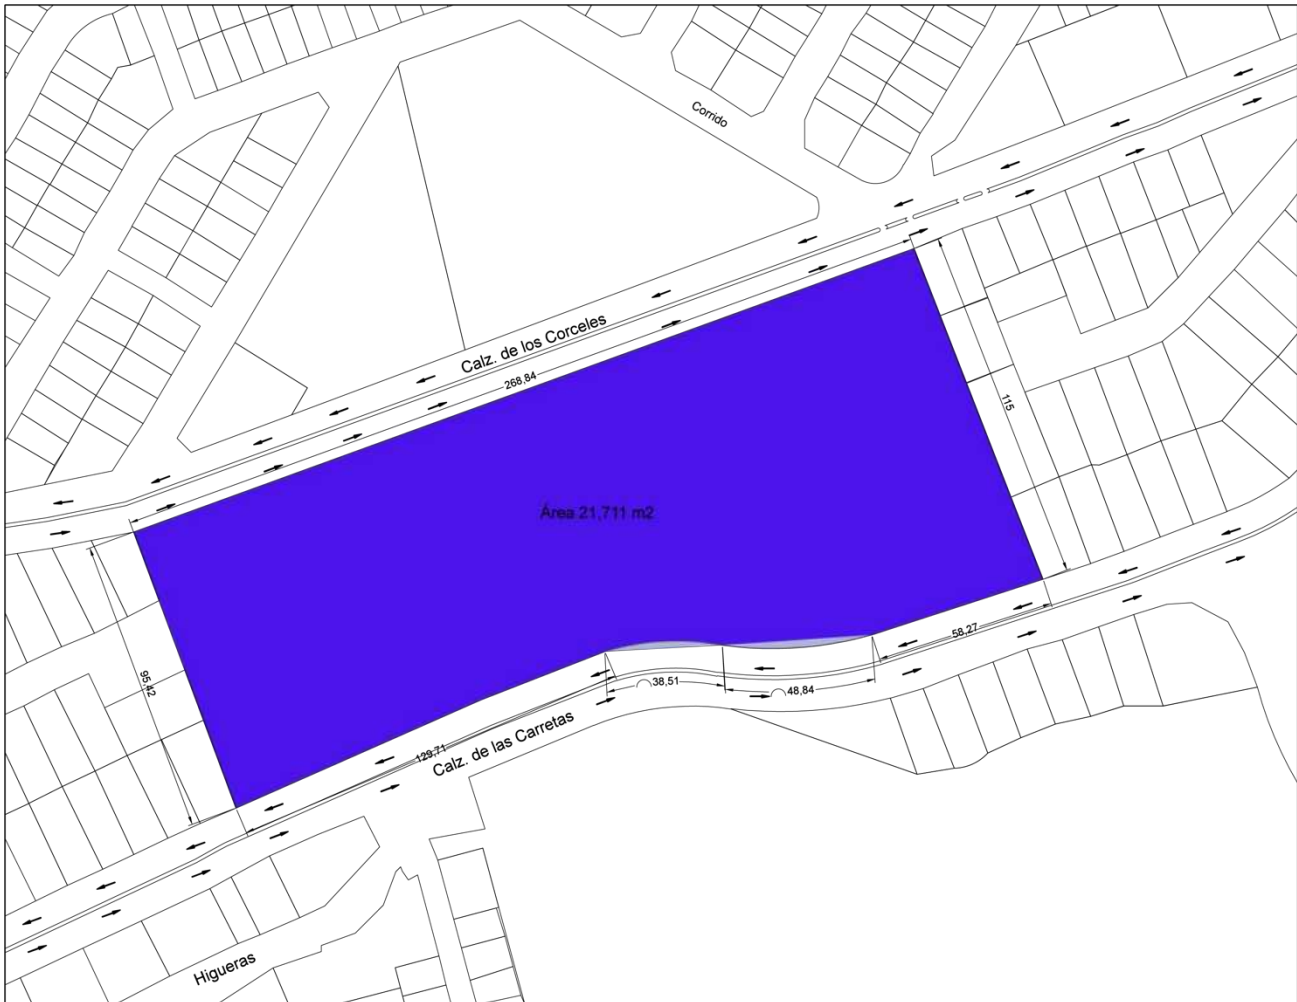 Corrido
Calz. de los Corceles
268,84
115
Área 21,711 m2
95,42
58,27
38,51
48,84
129,71
Calz. de las Carretas
Higueras